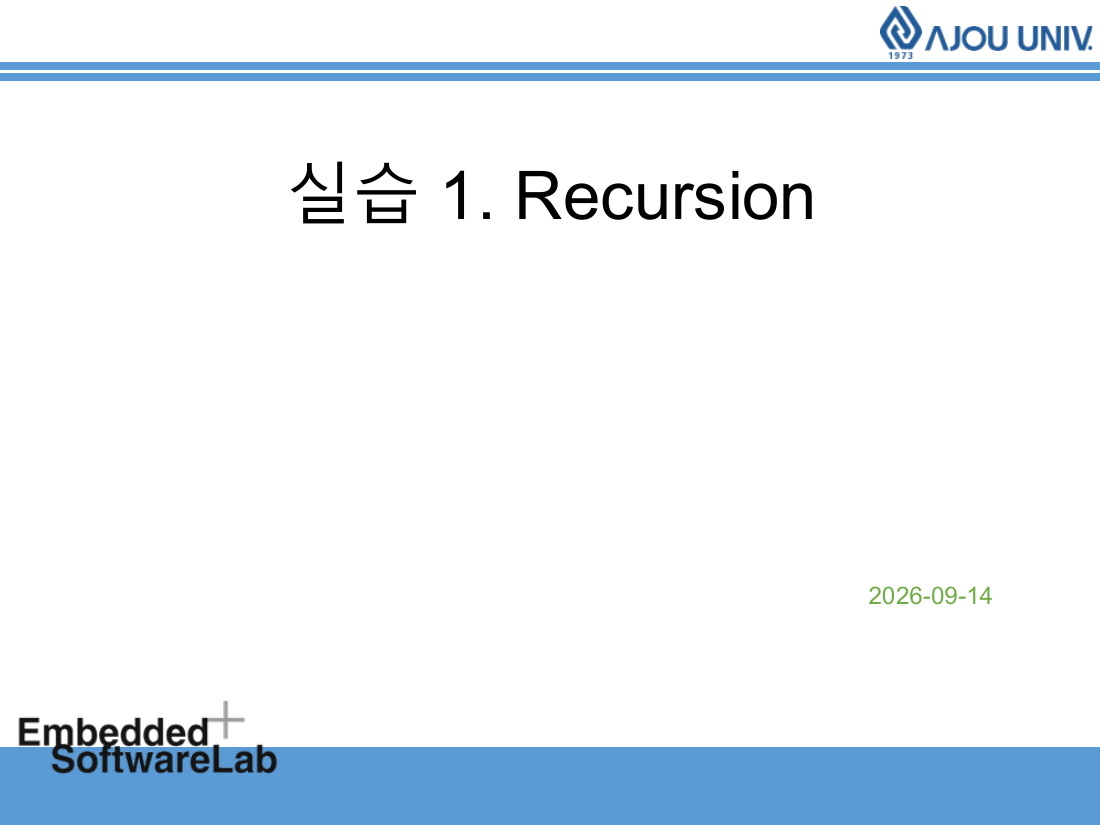 AJOU UNIV.
1973
실습 1. Recursion
2026-09-14
Embedded
SoftwareLab